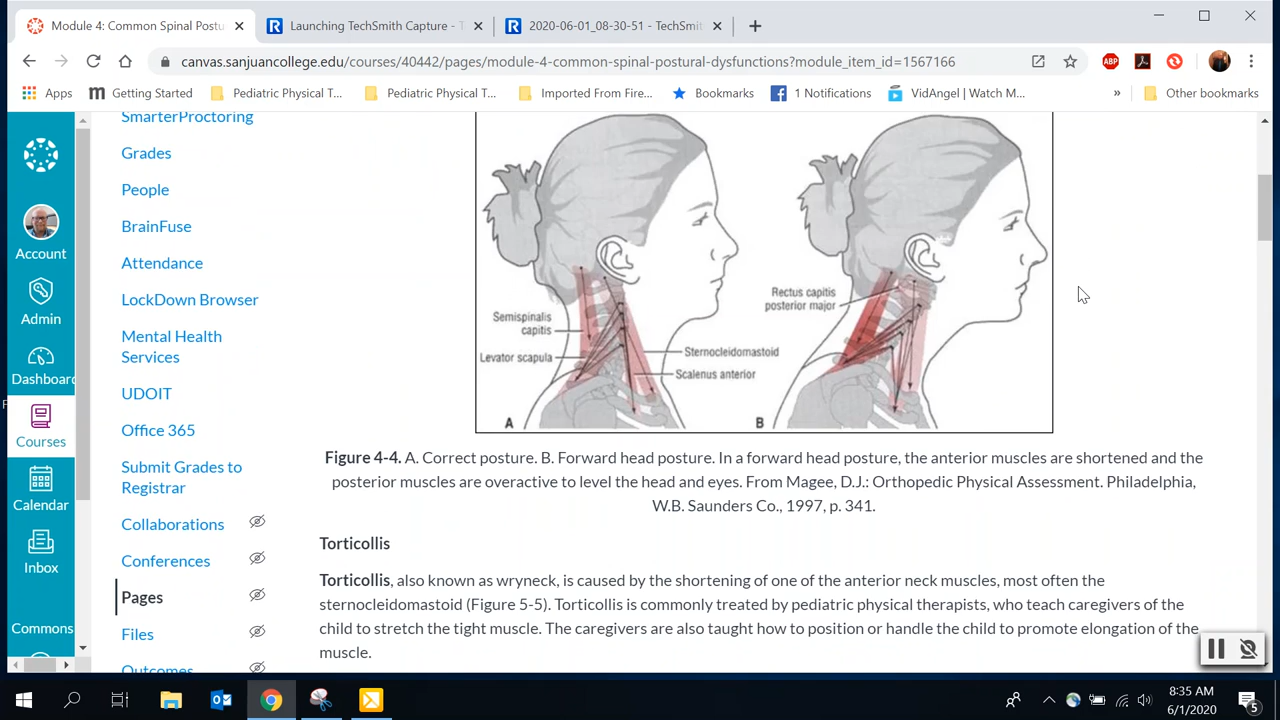 Module 4: Common Spinal Postu
Launching TechSmith Capture - T
2020-06-01_08-30-51 - TechSmit
canvas.sanjuancollege.edu/courses/40442/pages/module-4-common-spinal-postural-dysfunctions?module_item_id=1567166
ABP
Apps
Getting Started
Pediatric Physical T...
Pediatric Physical T...
Imported From Fire...
Bookmarks
1 Notifications
VidAngel | Watch M...
»
Other bookmarks
Account
Admin
Dashboard
Courses
Calendar
Inbox
Commons
SmarterProctoring
Grades
People
BrainFuse
Attendance
LockDown Browser
Mental Health
Services
UDOIT
Office 365
Submit Grades to
Registrar
Collaborations
Conferences
Pages
Files
Outcomes
Semispinalis
capitis
Levator scapula
Sternocleidomastoid
Scalenus anterior
A
Rectus capitis
posterior major
B
Figure 4-4. A. Correct posture. B. Forward head posture. In a forward head posture, the anterior muscles are shortened and the
posterior muscles are overactive to level the head and eyes. From Magee, D.J.: Orthopedic Physical Assessment. Philadelphia,
W.B. Saunders Co., 1997, p. 341.
Torticollis
Torticollis, also known as wryneck, is caused by the shortening of one of the anterior neck muscles, most often the
sternocleidomastoid (Figure 5-5). Torticollis is commonly treated by pediatric physical therapists, who teach caregivers of the
child to stretch the tight muscle. The caregivers are also taught how to position or handle the child to promote elongation of the
muscle.
8:35 AM
6/1/2020
5